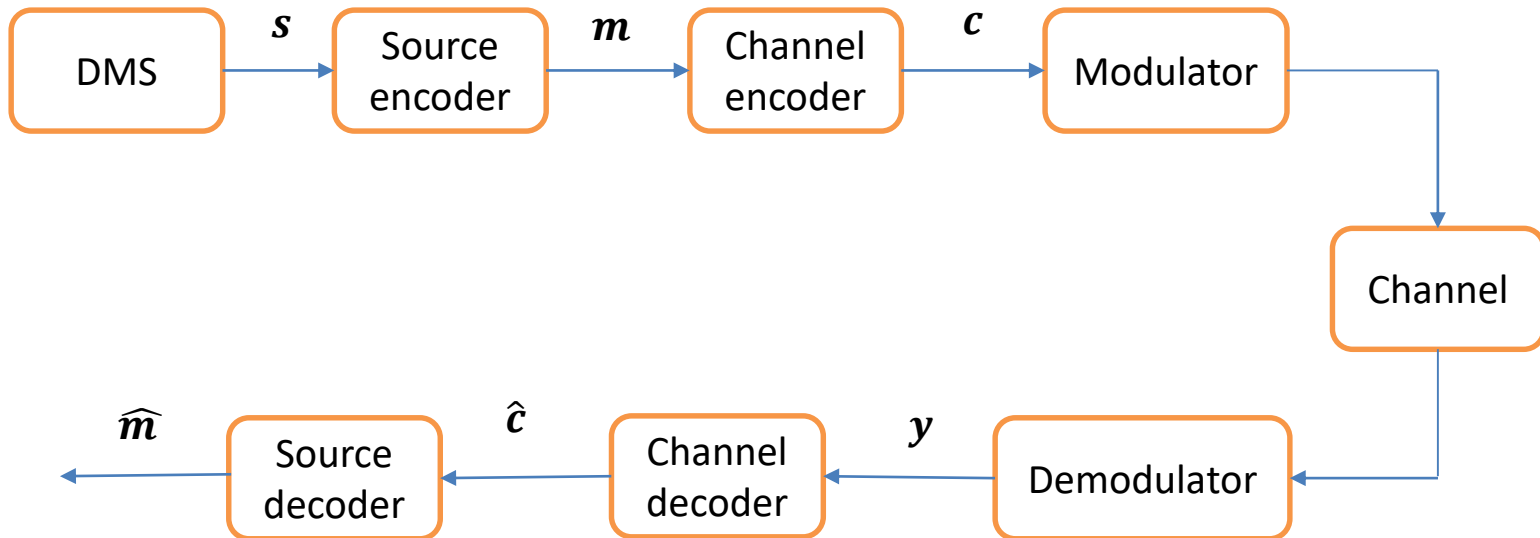 s
m
c
DMS
Source
encoder
Channel
encoder
Modulator
Channel
m̂
ĉ
y
Source
decoder
Channel
decoder
Demodulator